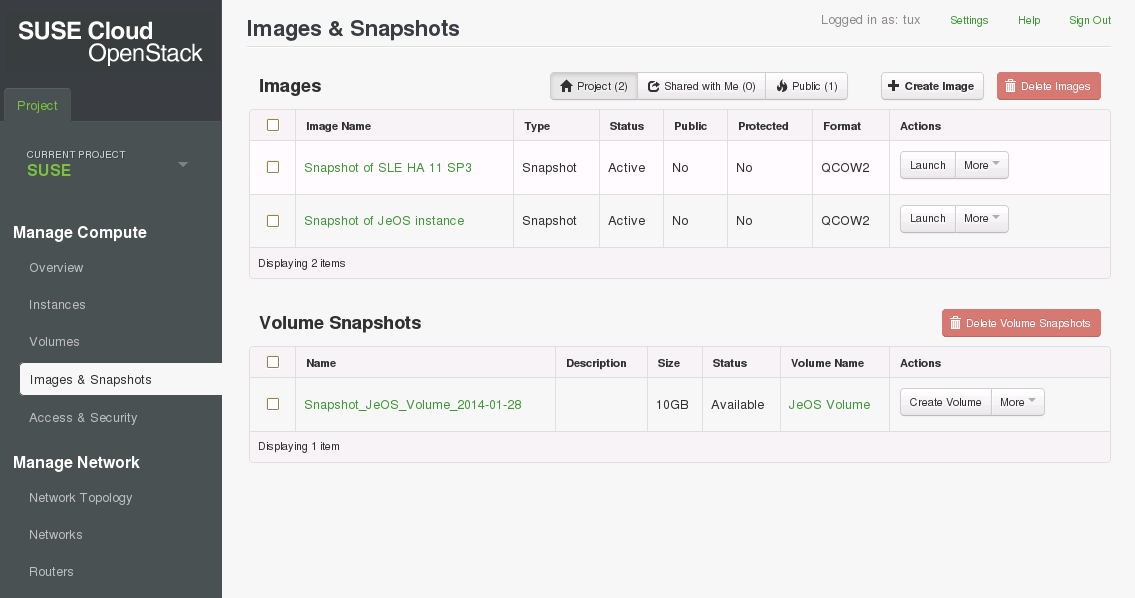 SUSE Cloud
OpenStack
Project
CURRENT PROJECT
SUSE
Manage Compute
Overview
Instances
Volumes
Images & Snapshots
Access & Security
Manage Network
Network Topology
Networks
Routers
Images & Snapshots
Logged in as: tux Settings Help Sign Out
Images
Project (2) Shared with Me (0) Public (1) Create Image Delete Images
Image Name Type Status Public Protected Format Actions
Snapshot of SLE HA 11 SP3 Snapshot Active No No QCOW2 Launch More
Snapshot of JeOS instance Snapshot Active No No QCOW2 Launch More
Displaying 2 items
Volume Snapshots Delete Volume Snapshots
Name Description Size Status Volume Name Actions
Snapshot_JeOS_Volume_2014-01-28 10GB Available JeOS Volume Create Volume More
Displaying 1 item